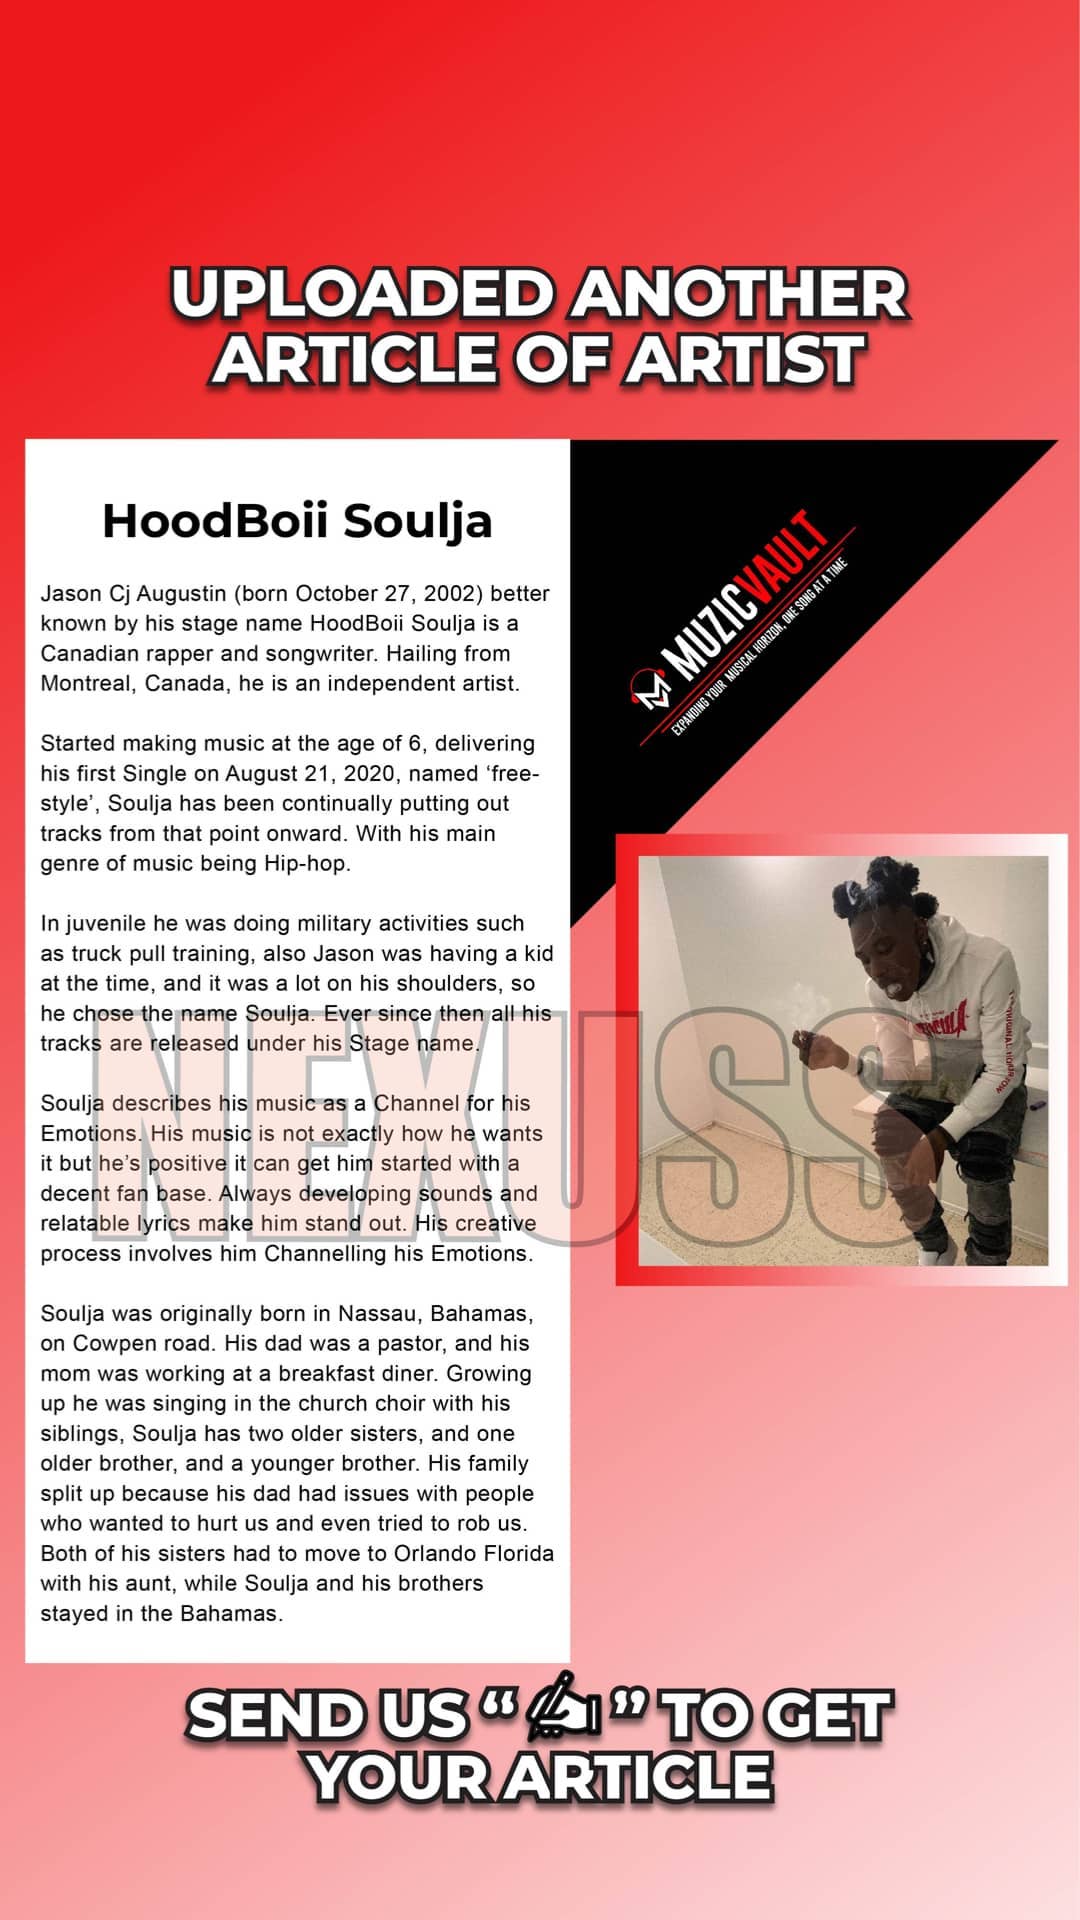 UPLOADED ANOTHER
ARTICLE OF ARTIST
HoodBoii Soulja
Jason Cj Augustin (born October 27, 2002) better
known by his stage name HoodBoii Soulja is a
Canadian rapper and songwriter. Hailing from
Montreal, Canada, he is an independent artist.
Started making music at the age of 6, delivering
his first Single on August 21, 2020, named ‘free-
style’, Soulja has been continually putting out
tracks from that point onward. With his main
genre of music being Hip-hop.
In juvenile he was doing military activities such
as truck pull training, also Jason was having a kid
at the time, and it was a lot on his shoulders, so
he chose the name Soulja. Ever since then all his
tracks are released under his Stage name.
Soulja describes his music as a Channel for his
Emotions. His music is not exactly how he wants
it but he’s positive it can get him started with a
decent fan base. Always developing sounds and
relatable lyrics make him stand out. His creative
process involves him Channelling his Emotions.
Soulja was originally born in Nassau, Bahamas,
on Cowpen road. His dad was a pastor, and his
mom was working at a breakfast diner. Growing
up he was singing in the church choir with his
siblings, Soulja has two older sisters, and one
older brother, and a younger brother. His family
split up because his dad had issues with people
who wanted to hurt us and even tried to rob us.
Both of his sisters had to move to Orlando Florida
with his aunt, while Soulja and his brothers
stayed in the Bahamas.
MUZICVAULT
EXPANDING YOUR MUSICAL HORIZON, ONE SONG AT A TIME
NEXUSS
SEND US “✍” TO GET
YOUR ARTICLE